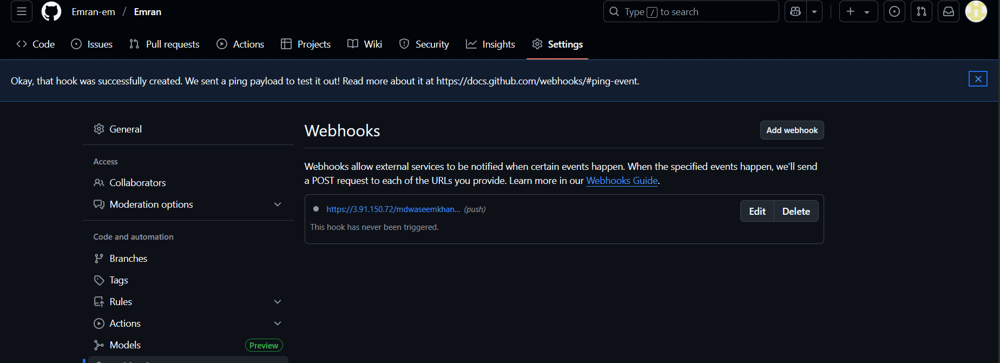 Emran-em / Emran
Type / to search
Code Issues Pull requests Actions Projects Wiki Security Insights Settings
Okay, that hook was successfully created. We sent a ping payload to test it out! Read more about it at https://docs.github.com/webhooks/#ping-event.
General
Access
Collaborators
Moderation options
Code and automation
Branches
Tags
Rules
Actions
Models Preview
Webhooks
Add webhook
Webhooks allow external services to be notified when certain events happen. When the specified events happen, we'll send
a POST request to each of the URLs you provide. Learn more in our Webhooks Guide.
https://3.91.150.72/mdwaseemkhan... (push)
Edit Delete
This hook has never been triggered.